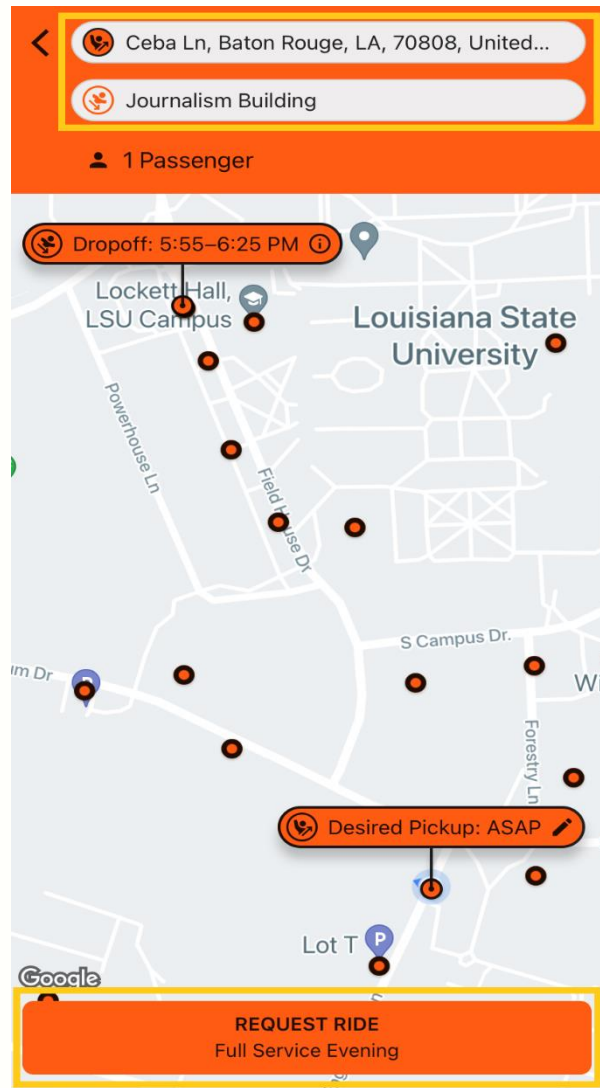 Ceba Ln, Baton Rouge, LA, 70808, United...
Journalism Building
1 Passenger
Dropoff: 5:55–6:25 PM
Lockett Hall,
LSU Campus
Louisiana State
University
Powerhouse Ln
Field House Dr
S Campus Dr.
um Dr
Wi
Forestry Ln
Desired Pickup: ASAP
Lot T
P
Google
REQUEST RIDE
Full Service Evening